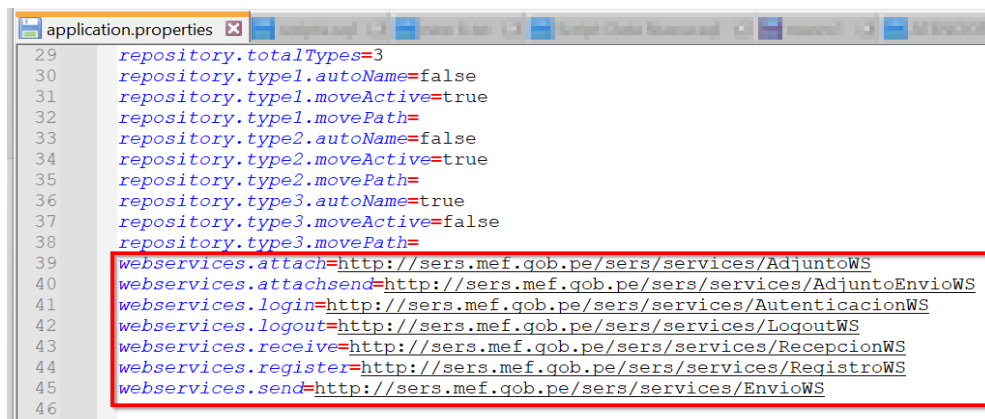 application.properties
29 repository.totalTypes=3
30 repository.type1.autoName=false
31 repository.type1.moveActive=true
32 repository.type1.movePath=
33 repository.type2.autoName=false
34 repository.type2.moveActive=true
35 repository.type2.movePath=
36 repository.type3.autoName=true
37 repository.type3.moveActive=false
38 repository.type3.movePath=
39 webservices.attach=http://sers.mef.gob.pe/sers/services/AdjuntoWS
40 webservices.attachsend=http://sers.mef.gob.pe/sers/services/AdjuntoEnvioWS
41 webservices.login=http://sers.mef.gob.pe/sers/services/AutenticacionWS
42 webservices.logout=http://sers.mef.gob.pe/sers/services/LogoutWS
43 webservices.receive=http://sers.mef.gob.pe/sers/services/RecepcionWS
44 webservices.register=http://sers.mef.gob.pe/sers/services/RegistroWS
45 webservices.send=http://sers.mef.gob.pe/sers/services/EnvioWS
46